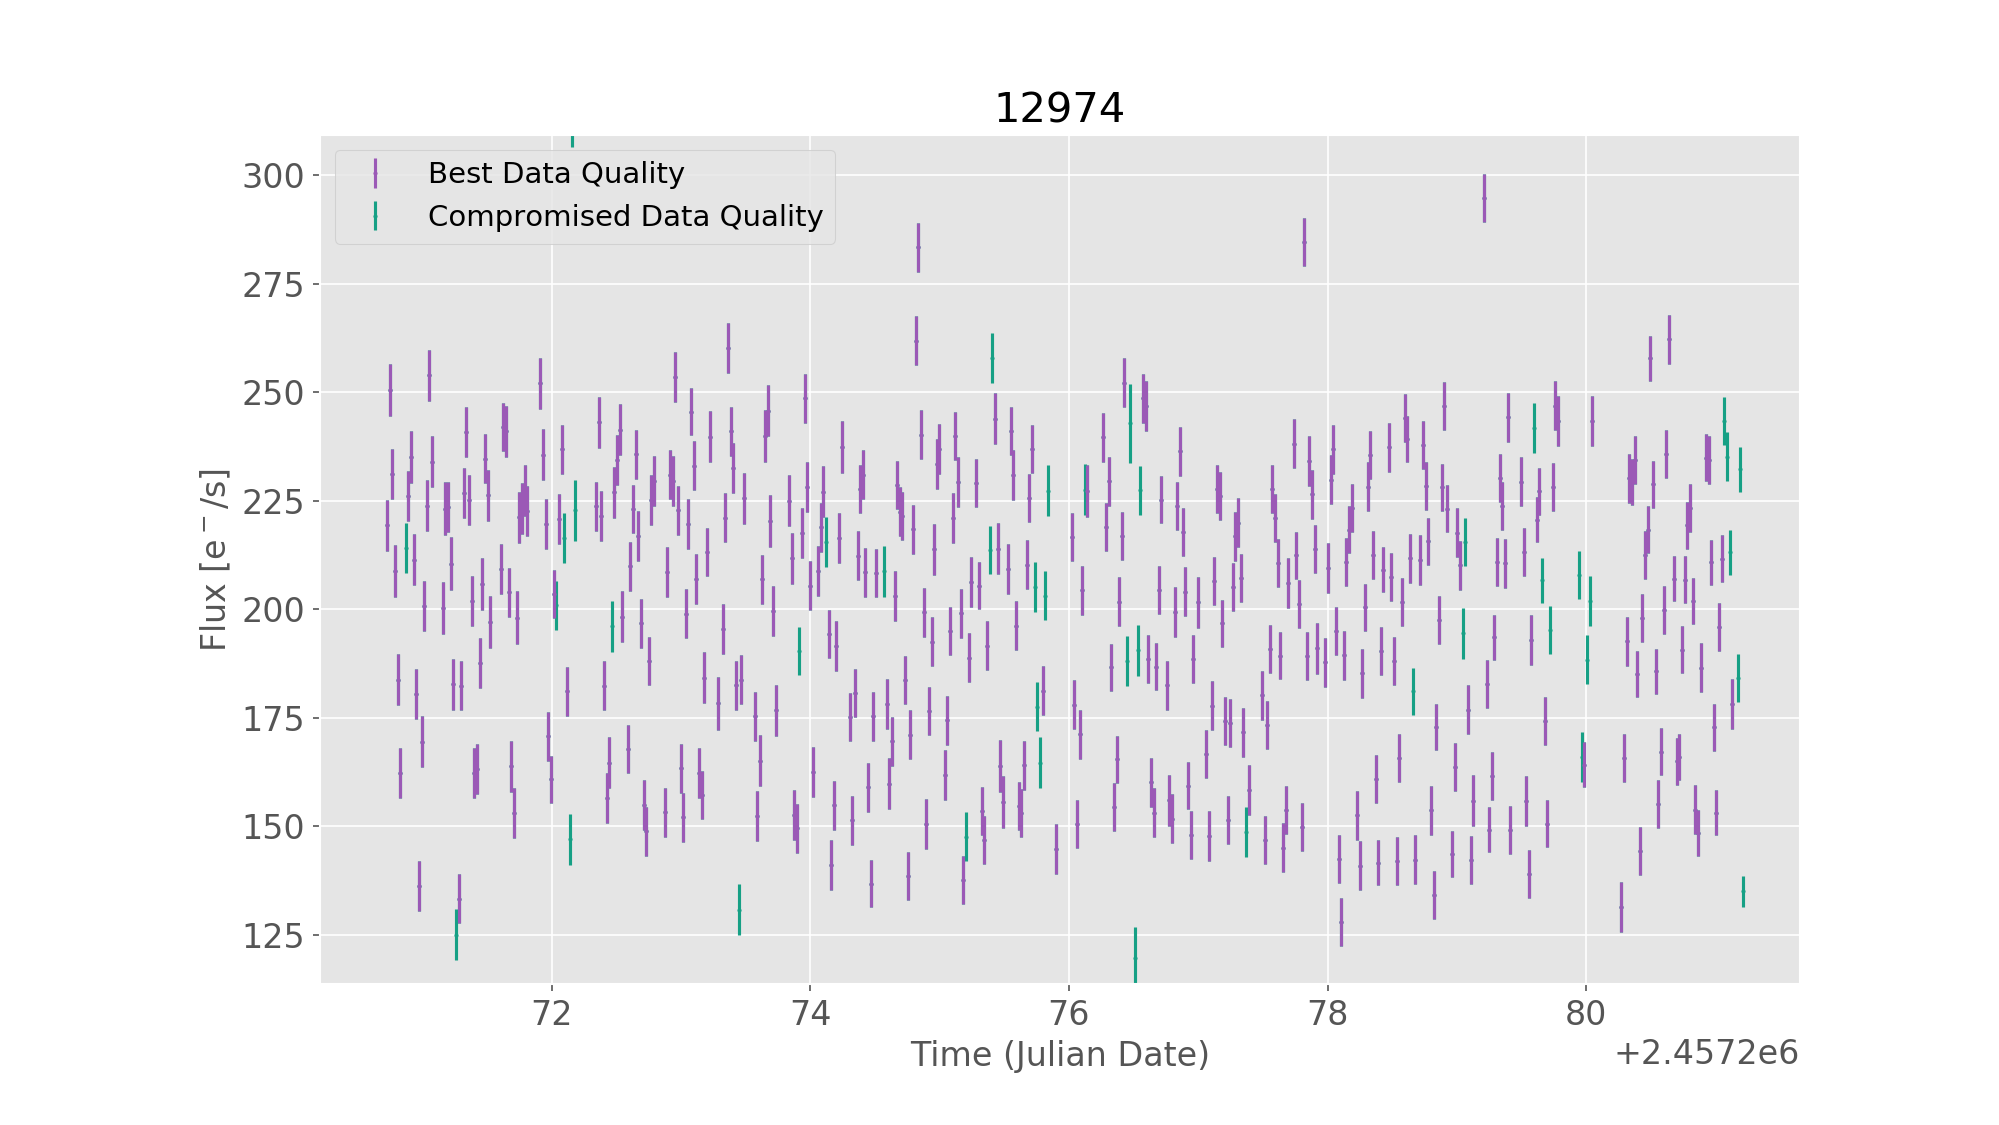 12974
Best Data Quality
Compromised Data Quality
300
275
250
225
200
175
150
125
Flux [e⁻/s]
72 74 76 78 80
Time (Julian Date)
+2.4572e6